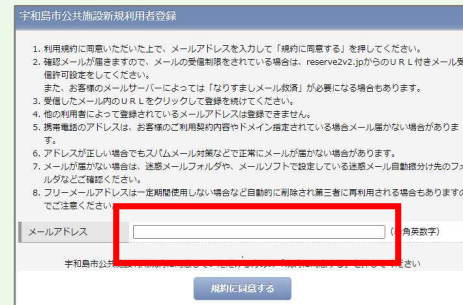 宇和島市公共施設新規利用者登録
1. 利用規約に同意いただいた上で、メールアドレスを入力して「規約に同意する」を押してください。
2. 確認メールが届きますので、メールの受信制限をされている場合は、reserve2v2.jpからのＵＲＬ付きメール受
信許可設定をしてください。
また、お客様のメールサーバーによっては「なりすましメール救済」が必要になる場合もあります。
3. 受信したメール内のＵＲＬをクリックして登録を続けてください。
4. 他の利用者によって登録されているメールアドレスは登録できません。
5. 携帯電話のアドレスは、お客様のご利用契約内容やドメイン指定されている場合メール届かない場合がありま
す。
6. アドレスが正しい場合でもスパムメール対策などで正常にメールが届かない場合があります。
7. メールが届かない場合は、迷惑メールフォルダや、メールソフトで設定している迷惑メール自動振分け先のフォ
ルダなどご確認ください。
8. フリーメールアドレスは一定期間使用しない場合など自動的に削除され第三者に再利用される場合もありますの
でご注意ください。
メールアドレス
角英数字）
宇和島市公
ださい
規約に同意する